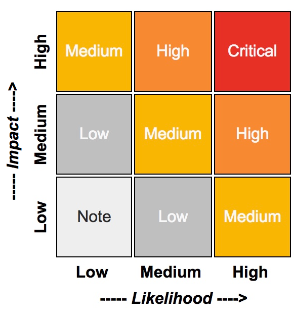 High Medium High Critical
Medium Low Medium High
Low Note Low Medium
Low Medium High
----- Impact ---->
----- Likelihood ---->